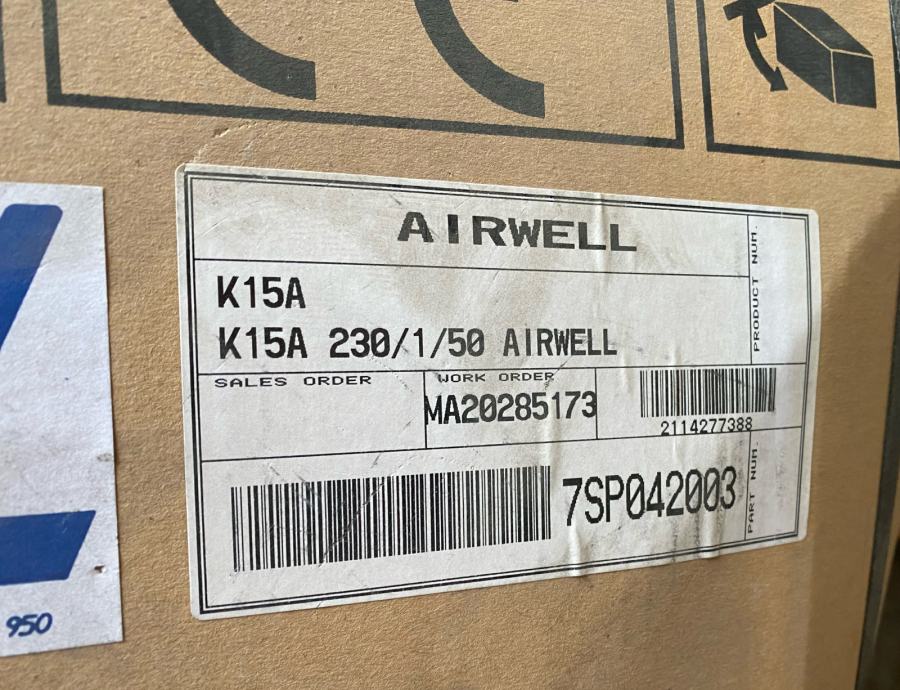 AIRWELL
PRODUCT NUM.
K15A
K15A 230/1/50 AIRWELL
SALES ORDER
WORK ORDER
MA20285173
2114277388
7SP042003
PART NUM.
950